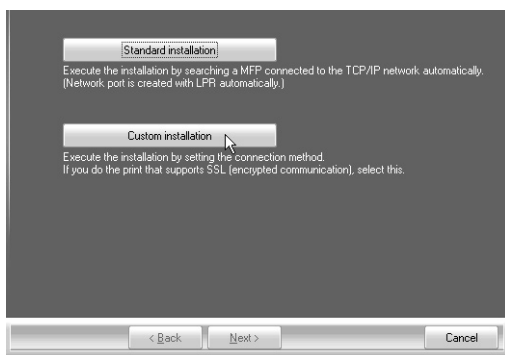 Standard installation
Execute the installation by searching a MFP connected to the TCP/IP network automatically.
(Network port is created with LPR automatically.)
Custom installation
Execute the installation by setting the connection method.
If you do the print that supports SSL (encrypted communication), select this.
< Back
Next >
Cancel